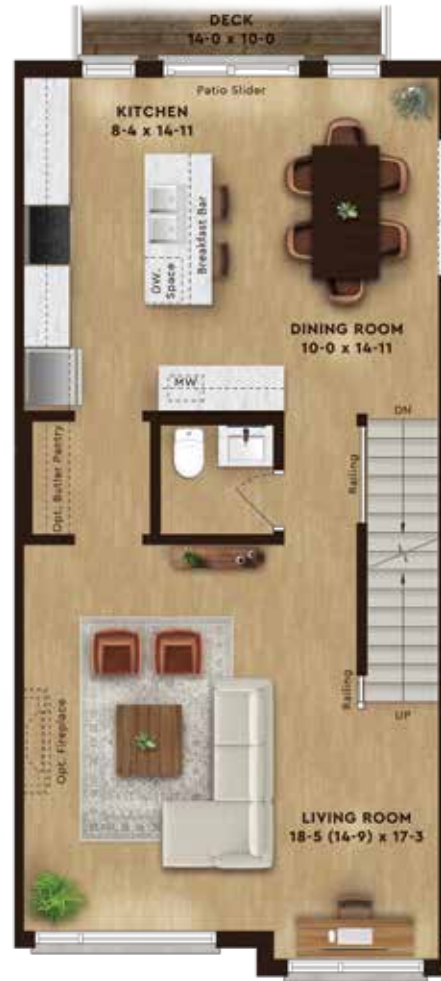 DECK
14-0 x 10-0
Patio Slider
KITCHEN
8-4 x 14-11
Breakfast Bar
DW.
Space
DINING ROOM
10-0 x 14-11
MW
DN
Opt. Butler Pantry
Railing
Railing
UP
Opt. Fireplace
LIVING ROOM
18-5 (14-9) x 17-3